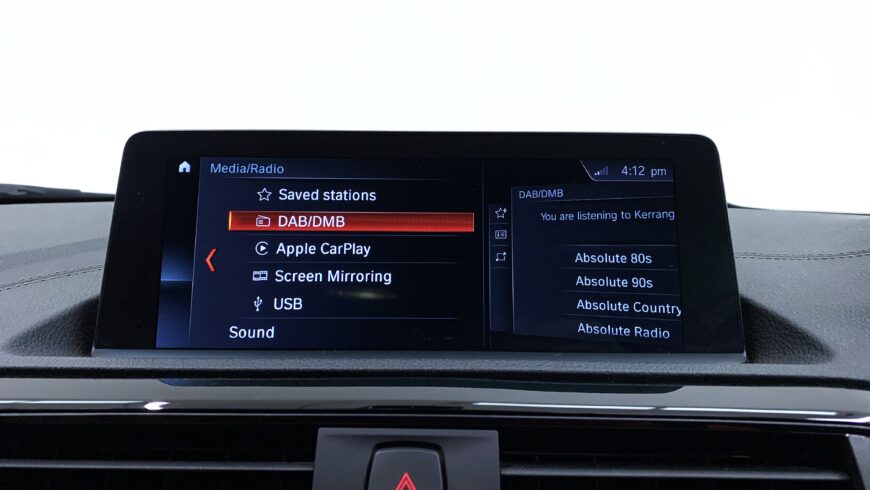 Media/Radio
4:12 pm
Saved stations
DAB/DMB
Apple CarPlay
Screen Mirroring
USB
Sound
DAB/DMB
You are listening to Kerrang
Absolute 80s
Absolute 90s
Absolute Country
Absolute Radio